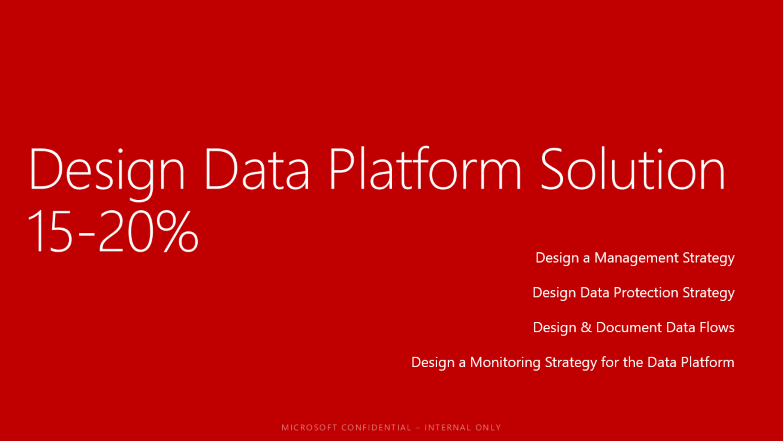 Design Data Platform Solution
15-20%
Design a Management Strategy
Design Data Protection Strategy
Design & Document Data Flows
Design a Monitoring Strategy for the Data Platform
MICROSOFT CONFIDENTIAL – INTERNAL ONLY